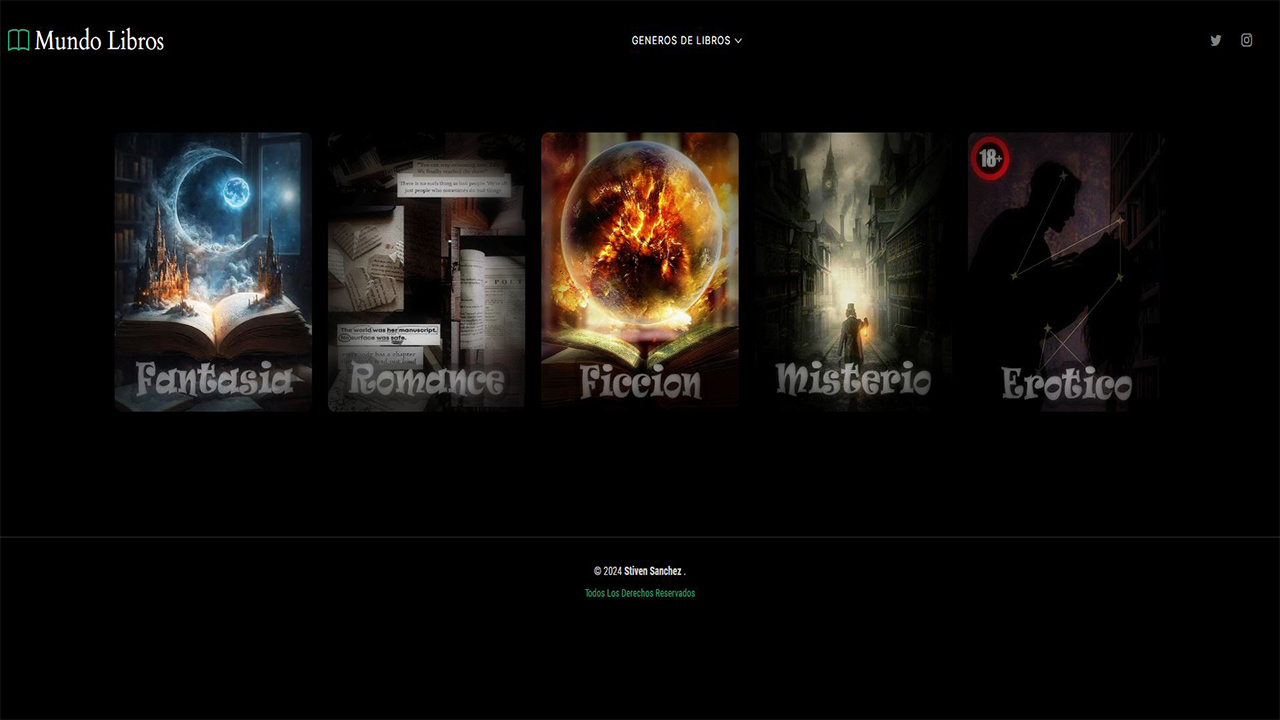 Mundo Libros
GENEROS DE LIBROS
There is no such thing as bad people. We're all
just people who sometimes do bad things.
The world was her manuscript.
No surface was safe.
POET
18+
Fantasia
Romance
Ficcion
Misterio
Erotico
© 2024 Stiven Sanchez .
Todos Los Derechos Reservados